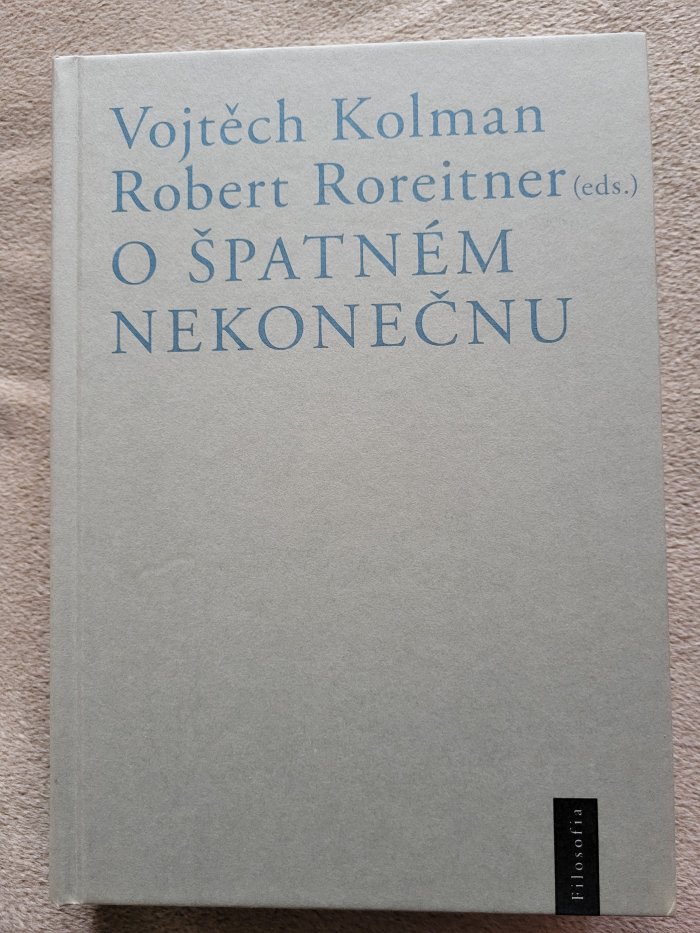 Vojtěch Kolman
Robert Roreitner (eds.)
O ŠPATNÉM
NEKONEČNU
Filosofia